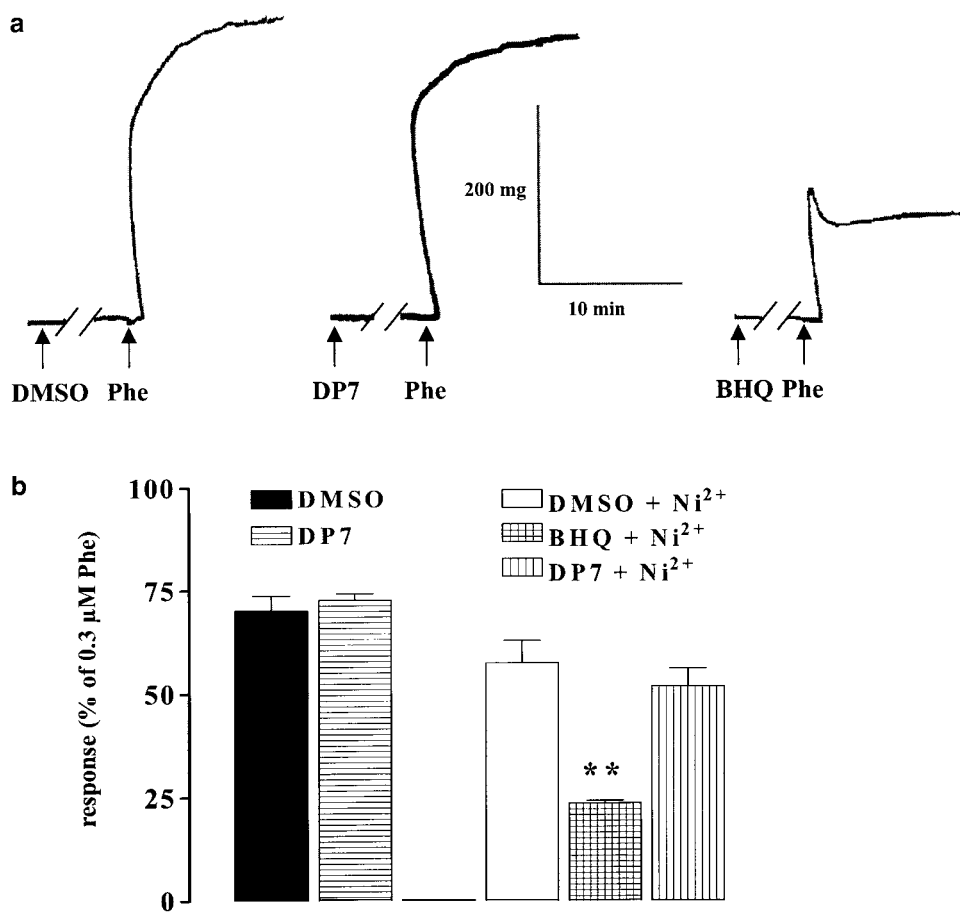 a
200 mg
10 min
DMSO Phe
DP7 Phe
BHQ Phe
b
response (% of 0.3 µM Phe)
100
75
50
25
0
DMSO
DP7
DMSO + Ni²⁺
BHQ + Ni²⁺
DP7 + Ni²⁺
**